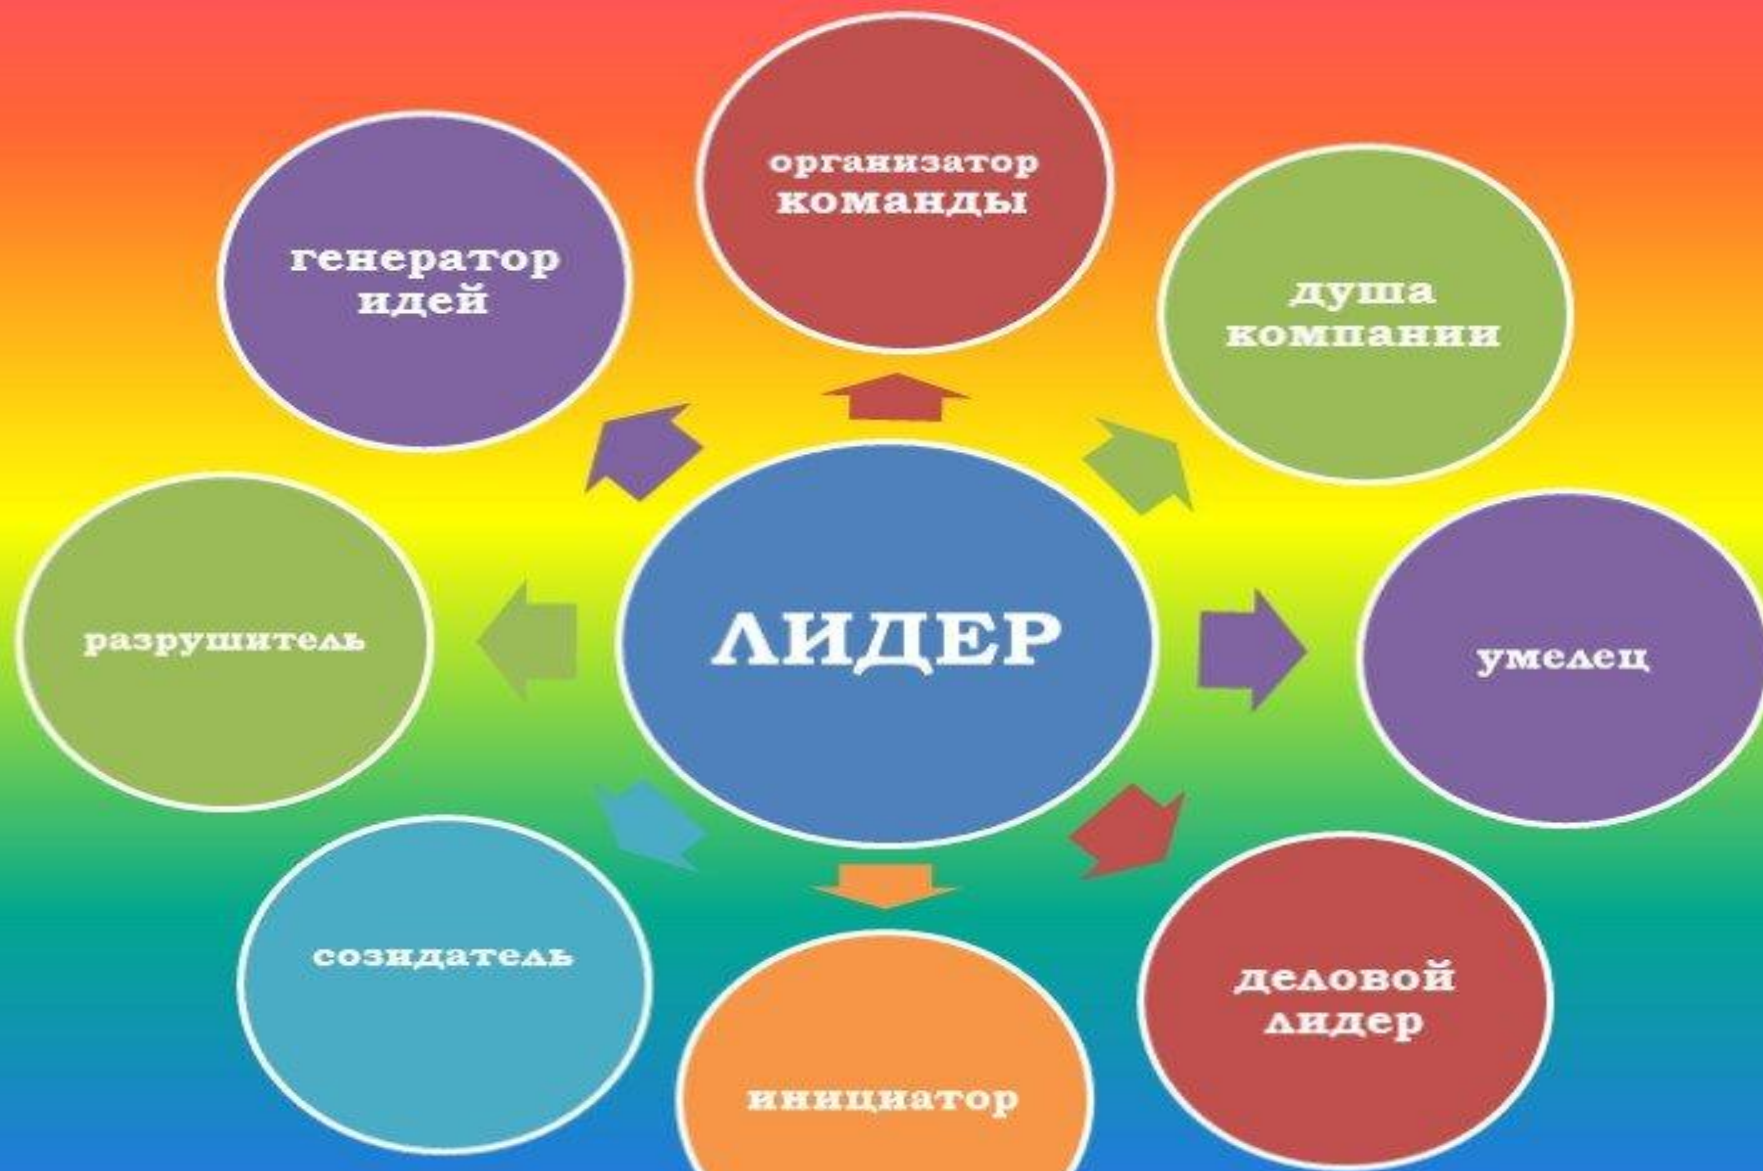 организатор
команды
генератор
идей
душа
компании
разрушитель
ЛИДЕР
умелец
созидатель
деловой
лидер
инициатор